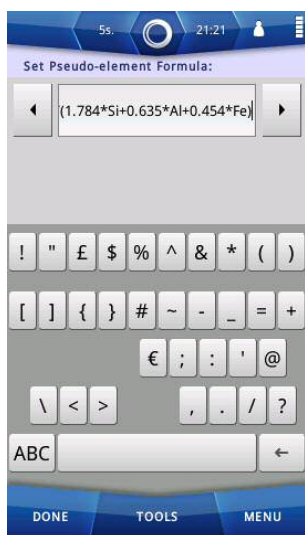 5s. 21:21
Set Pseudo-element Formula:
(1.784*Si+0.635*Al+0.454*Fe)
! " £ $ % ^ & * ( )
[ ] { } # ~ - _ = +
€ ; : ' @
\ < > , . / ?
ABC ←
DONE TOOLS MENU